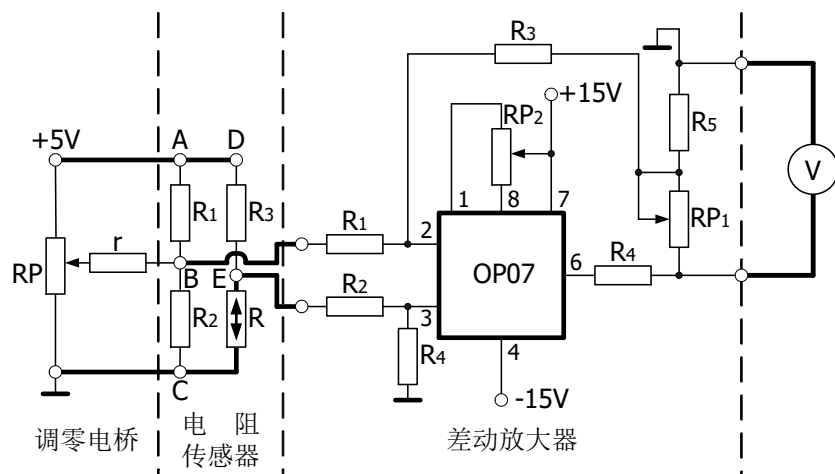 R3
+15V
RP2
R5
+5V
A
D
V
R1
R3
1
8
7
RP1
r
R1
2
RP
B
E
OP07
6
R4
R2
R2
R
3
R4
4
C
-15V
调零电桥
电 阻
传感器
差动放大器